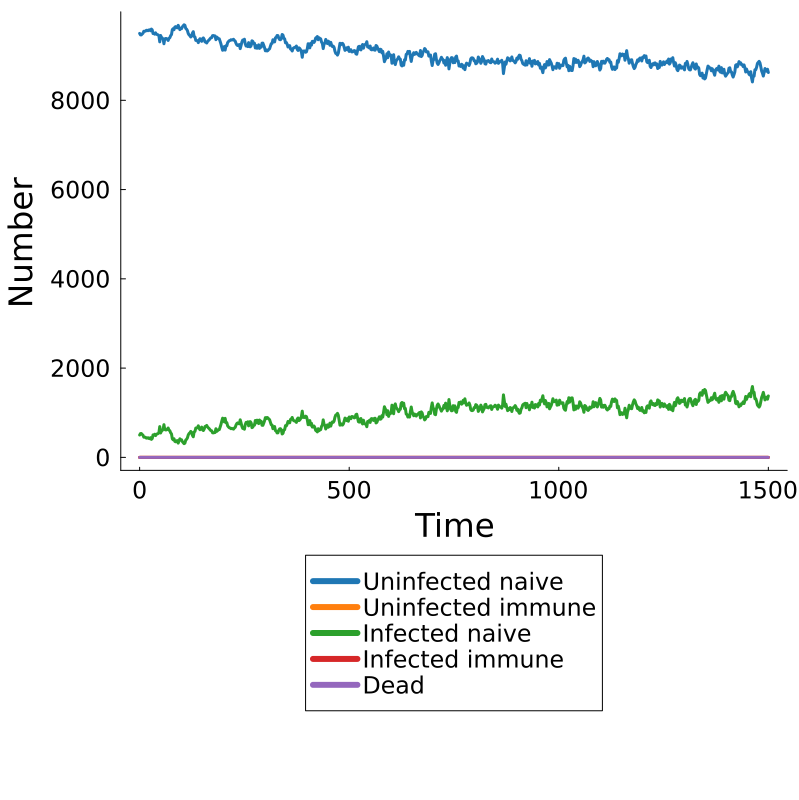 8000
6000
4000
2000
0
Number
0 500 1000 1500
Time
Uninfected naive
Uninfected immune
Infected naive
Infected immune
Dead